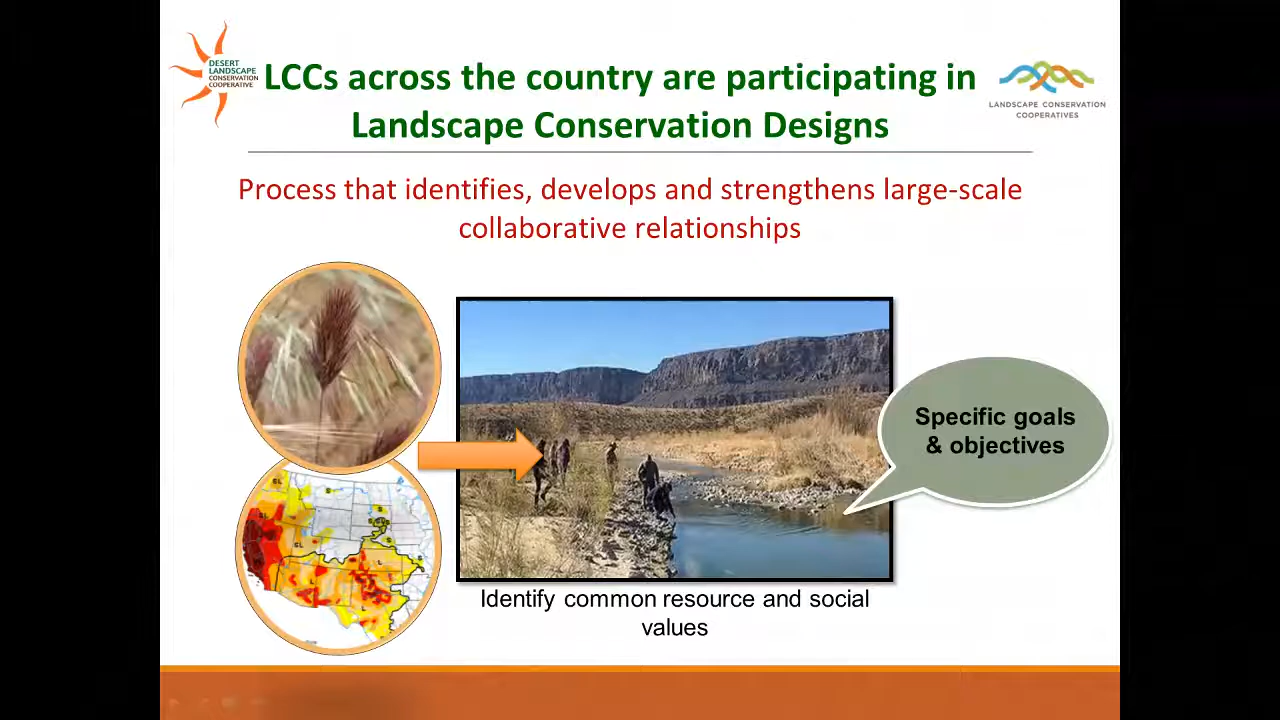 DESERT
LANDSCAPE
CONSERVATION
COOPERATIVE
LCCs across the country are participating in
Landscape Conservation Designs
LANDSCAPE CONSERVATION
COOPERATIVES
Process that identifies, develops and strengthens large-scale
collaborative relationships
Specific goals
& objectives
Identify common resource and social
values